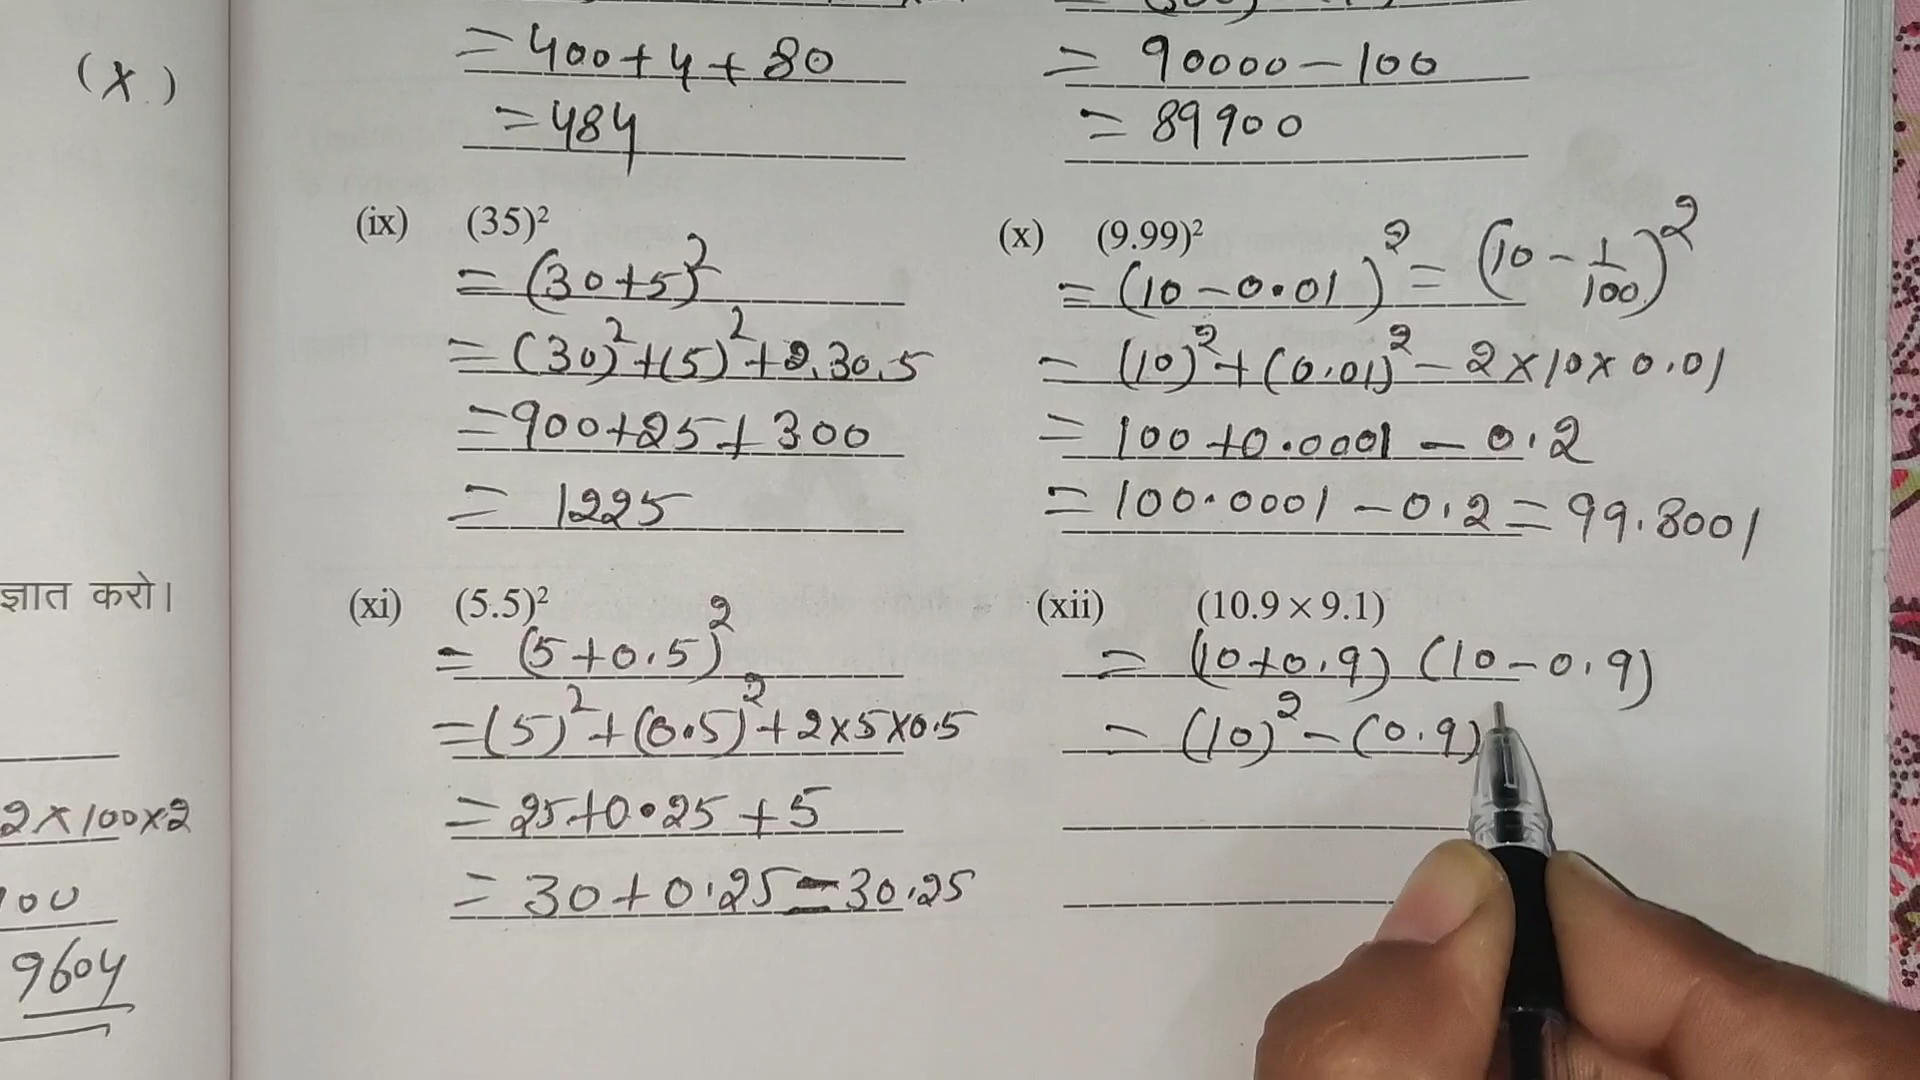 (x)
ज्ञात करो।
2×100×2
100
9604
= 400+4+80
= 484
= 90000-100
= 89900
(ix) (35)²
= (30+5)²
= (30)²+(5)²+2.30.5
= 900+25+300
= 1225
(x) (9.99)²
= (10-0.01)² = (10-1/100)²
= (10)²+(0.01)²-2×10×0.01
= 100+0.0001-0.2
= 100.0001-0.2=99.8001
(xi) (5.5)²
= (5+0.5)²
= (5)²+(0.5)²+2×5×0.5
= 25+0.25+5
= 30+0.25=30.25
(xii) (10.9 × 9.1)
= (10+0.9) (10-0.9)
= (10)²-(0.9)